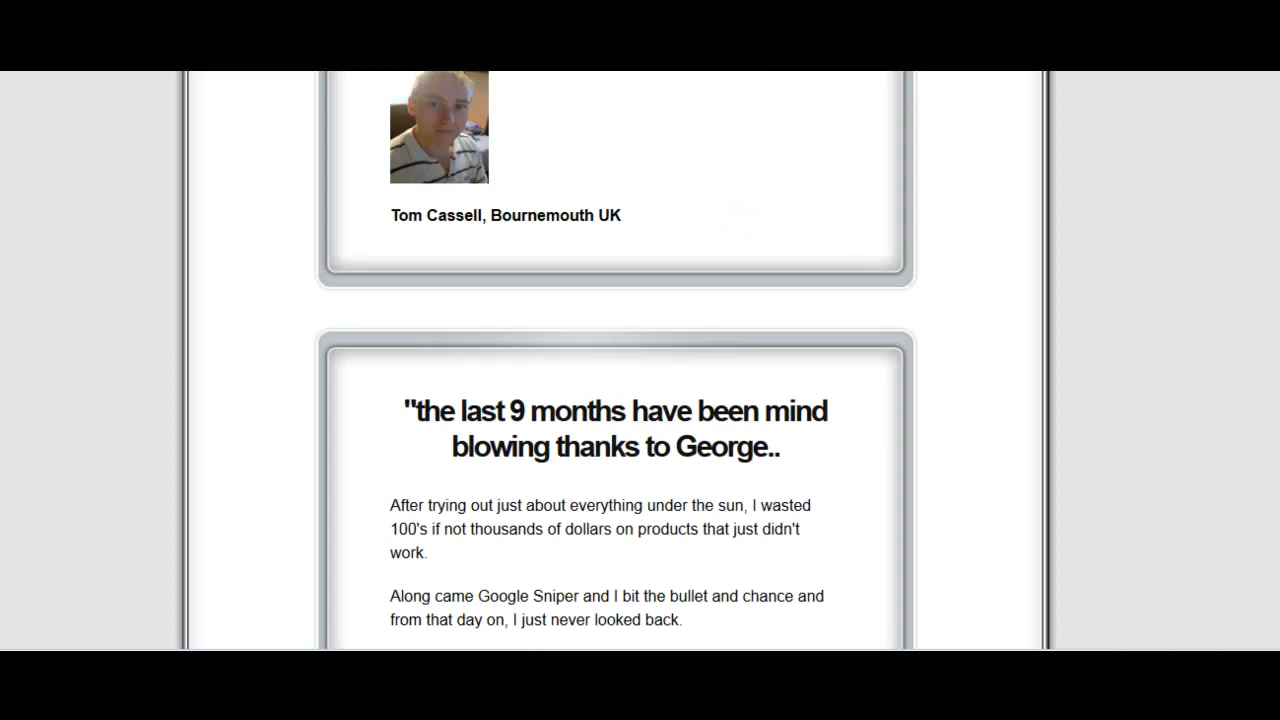 Tom Cassell, Bournemouth UK
"the last 9 months have been mind
blowing thanks to George..
After trying out just about everything under the sun, I wasted
100's if not thousands of dollars on products that just didn't
work.
Along came Google Sniper and I bit the bullet and chance and
from that day on, I just never looked back.